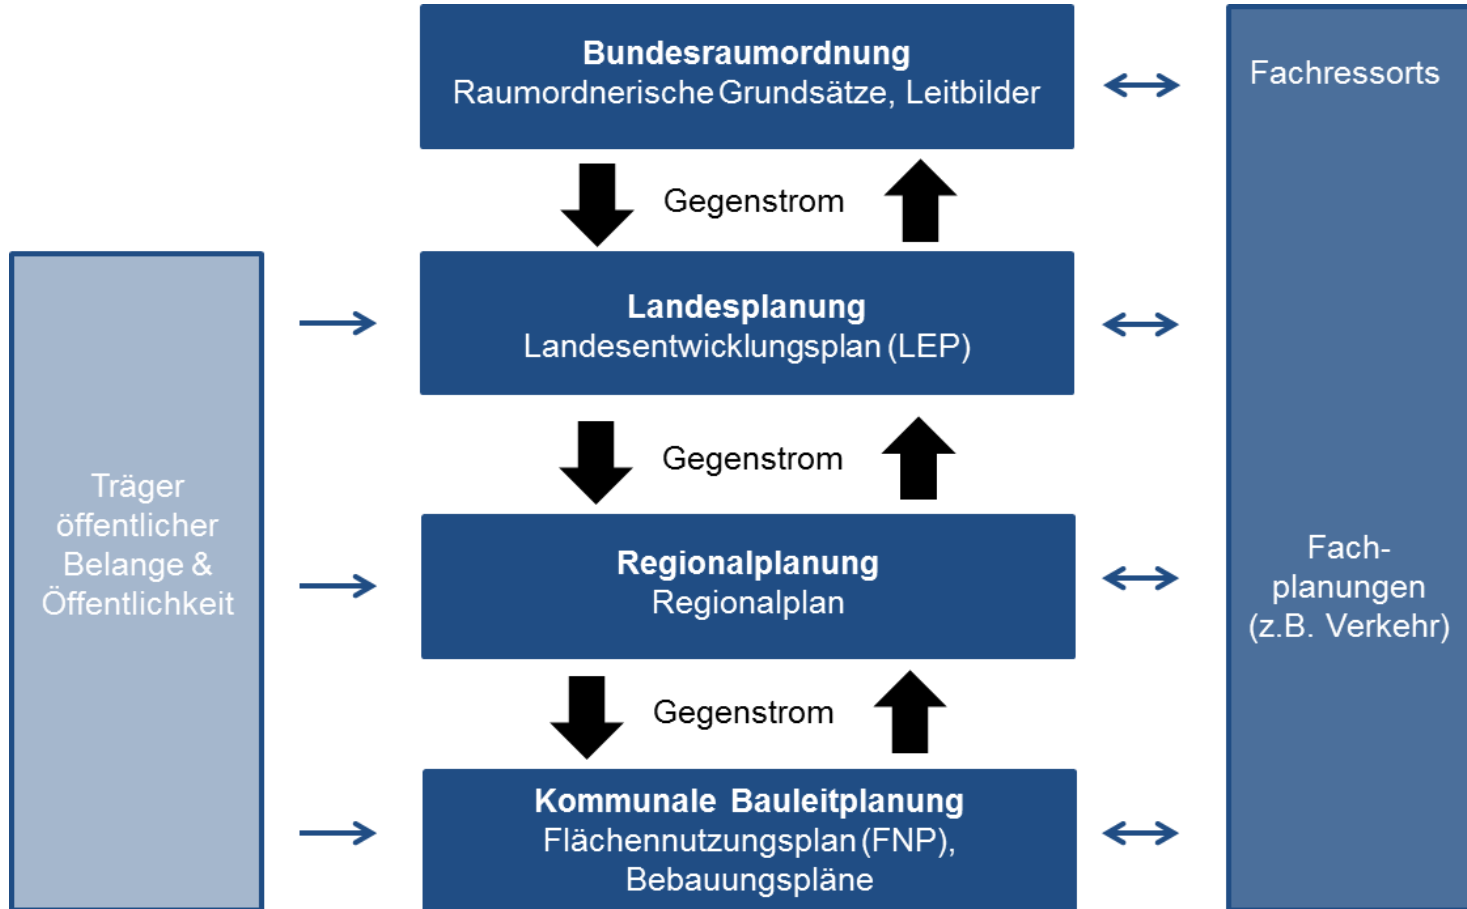 Bundesraumordnung
Raumordnerische Grundsätze, Leitbilder
Fachressorts
Gegenstrom
Landesplanung
Landesentwicklungsplan (LEP)
Gegenstrom
Träger
öffentlicher
Belange &
Öffentlichkeit
Regionalplanung
Regionalplan
Fach-
planungen
(z.B. Verkehr)
Gegenstrom
Kommunale Bauleitplanung
Flächennutzungsplan (FNP),
Bebauungspläne